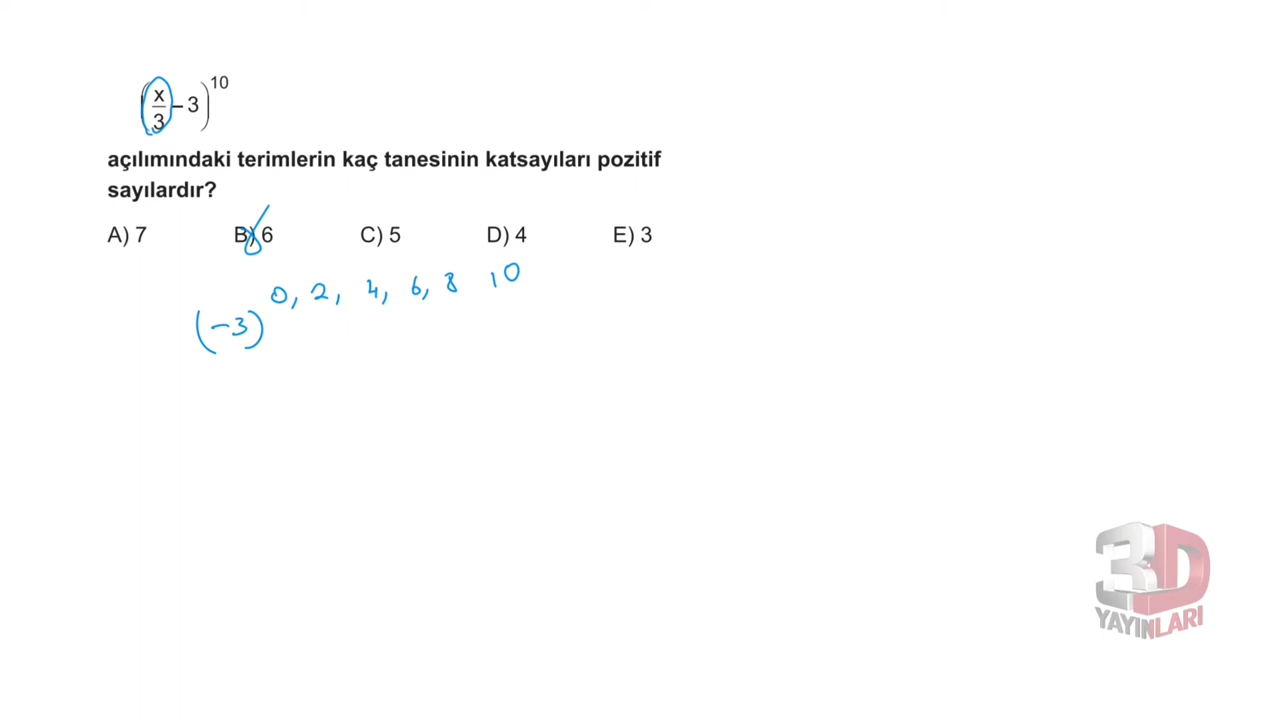 (x/3 − 3)^10
açılımındaki terimlerin kaç tanesinin katsayıları pozitif
sayılardır?
A) 7 B) 6 C) 5 D) 4 E) 3
0, 2, 4, 6, 8 10
(-3)
3D
YAYINLARI